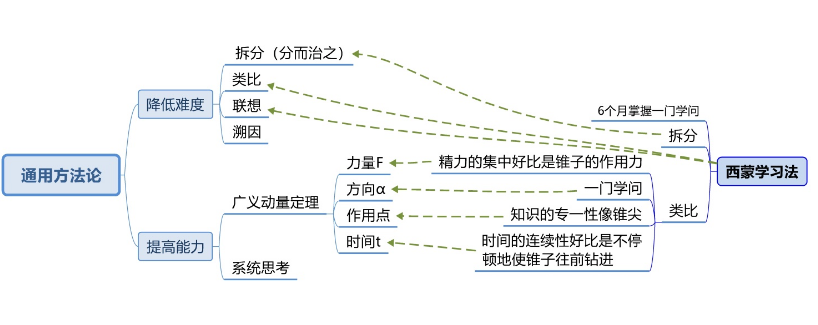 通用方法论
降低难度
拆分（分而治之）
类比
联想
溯因
提高能力
广义动量定理
力量F
方向α
作用点
时间t
系统思考
西蒙学习法
6个月掌握一门学问
拆分
类比
精力的集中好比是锥子的作用力
一门学问
知识的专一性像锥尖
时间的连续性好比是不停
顿地使锥子往前钻进